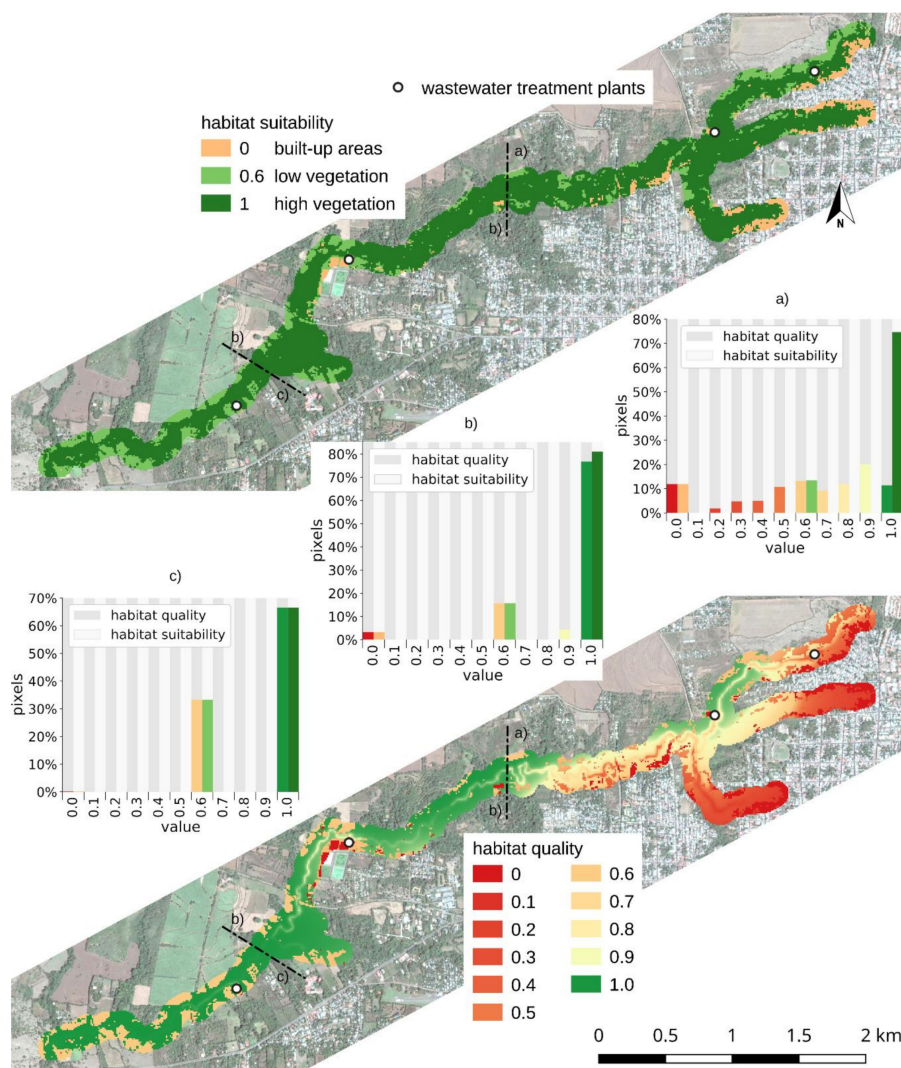 wastewater treatment plants
habitat suitability
0 built-up areas
0.6 low vegetation
1 high vegetation
a)
b)
N
b)
c)
a)
80%
70%
60%
50%
40%
30%
20%
10%
0%
pixels
habitat quality
habitat suitability
0.0 0.1 0.2 0.3 0.4 0.5 0.6 0.7 0.8 0.9 1.0
value
b)
80%
70%
60%
50%
40%
30%
20%
10%
0%
pixels
habitat quality
habitat suitability
0.0 0.1 0.2 0.3 0.4 0.5 0.6 0.7 0.8 0.9 1.0
value
c)
70%
60%
50%
40%
30%
20%
10%
0%
pixels
habitat quality
habitat suitability
0.0 0.1 0.2 0.3 0.4 0.5 0.6 0.7 0.8 0.9 1.0
value
a)
b)
b)
c)
habitat quality
0 0.6
0.1 0.7
0.2 0.8
0.3 0.9
0.4 1.0
0.5
0 0.5 1 1.5 2 km